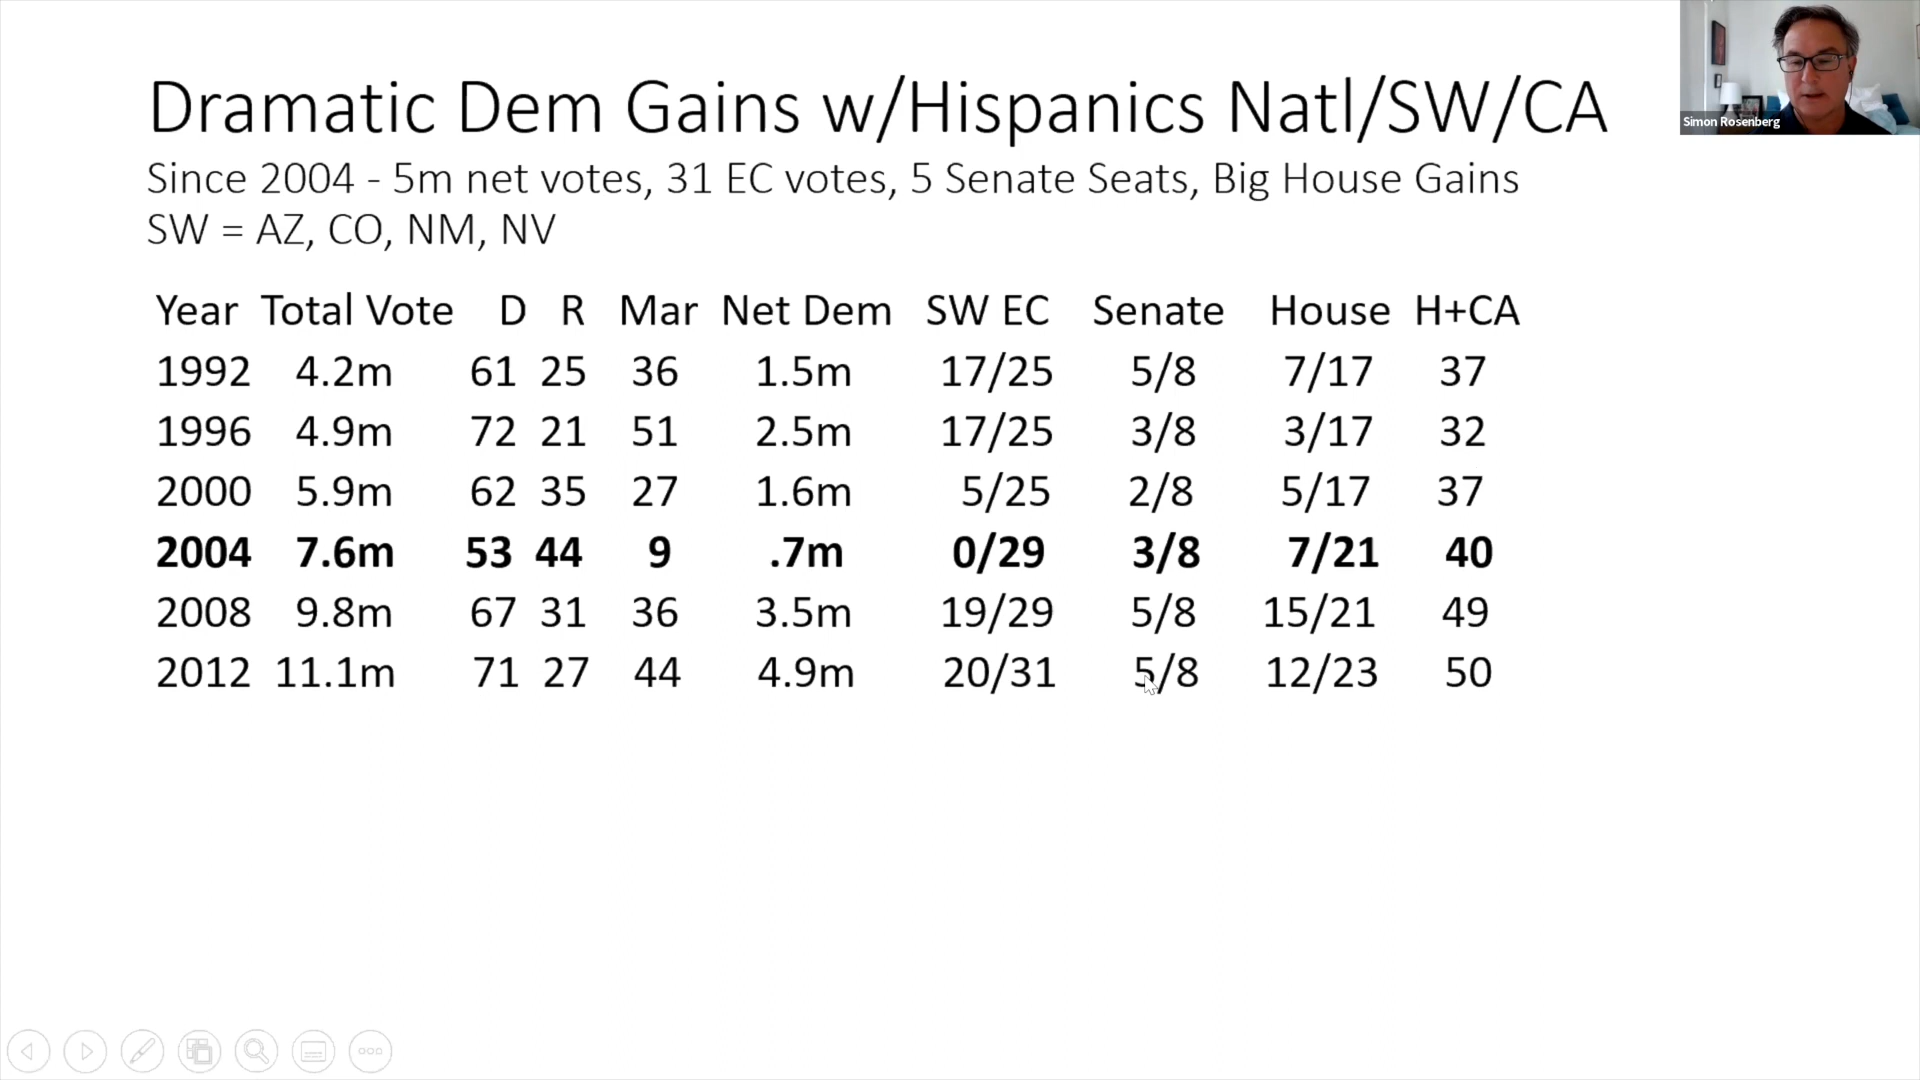 Dramatic Dem Gains w/Hispanics Natl/SW/CA
Since 2004 - 5m net votes, 31 EC votes, 5 Senate Seats, Big House Gains
SW = AZ, CO, NM, NV
Year Total Vote D R Mar Net Dem SW EC Senate House H+CA
1992 4.2m 61 25 36 1.5m 17/25 5/8 7/17 37
1996 4.9m 72 21 51 2.5m 17/25 3/8 3/17 32
2000 5.9m 62 35 27 1.6m 5/25 2/8 5/17 37
2004 7.6m 53 44 9 .7m 0/29 3/8 7/21 40
2008 9.8m 67 31 36 3.5m 19/29 5/8 15/21 49
2012 11.1m 71 27 44 4.9m 20/31 5/8 12/23 50
Simon Rosenberg